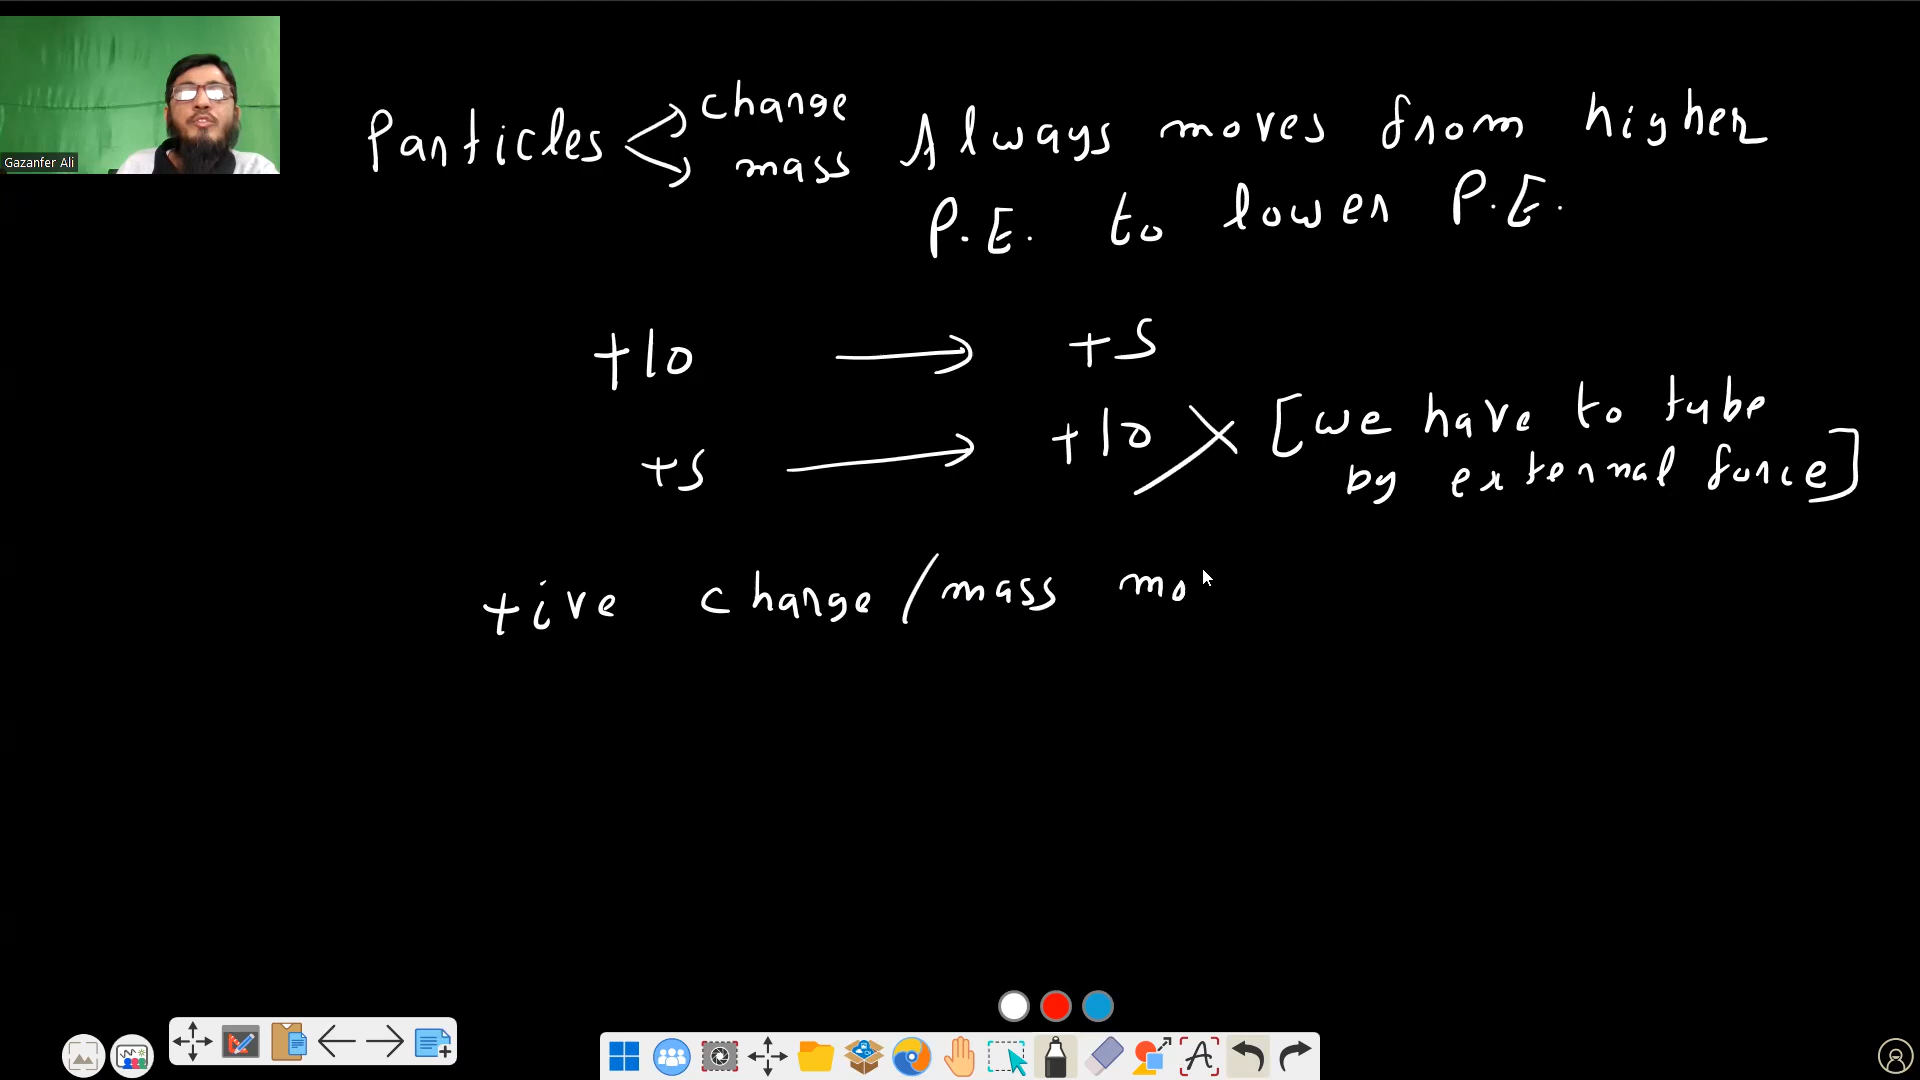 Gazanfer Ali
Particles change Always moves from higher
mass
P.E. to lower P.E.
+10 → +5
+5 → +10 × [we have to tube
by external force]
+ive change/mass mo